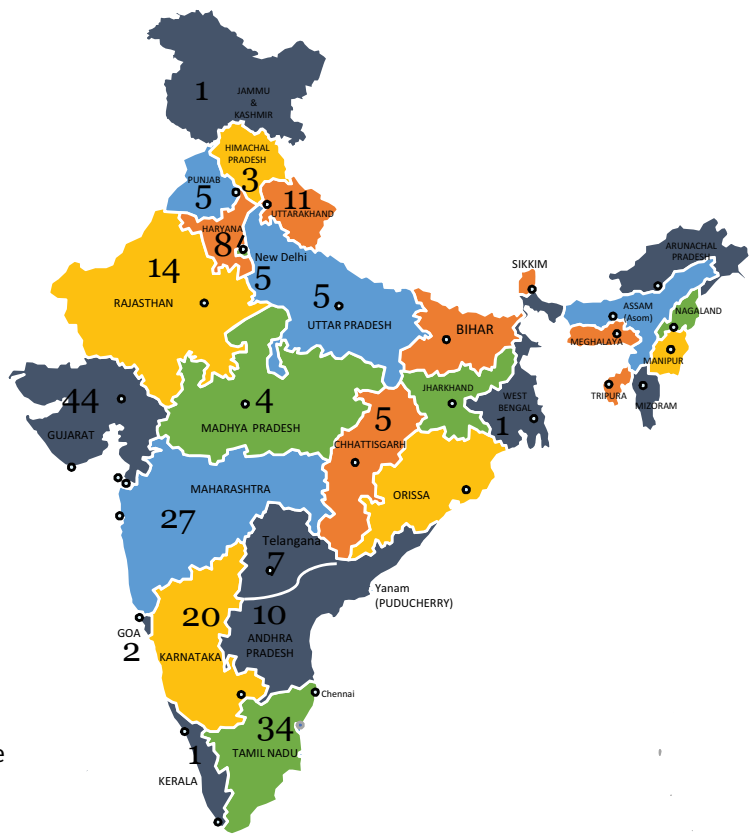 1
JAMMU
&
KASHMIR
HIMACHAL
PRADESH
3
PUNJAB
5
11
UTTARAKHAND
HARYANA
84
New Delhi
5
14
RAJASTHAN
5
UTTAR PRADESH
SIKKIM
ARUNACHAL
PRADESH
ASSAM
(Asom)
NAGALAND
MEGHALAYA
MANIPUR
TRIPURA
MIZORAM
BIHAR
JHARKHAND
WEST
BENGAL
1
44
GUJARAT
4
MADHYA PRADESH
5
CHHATTISGARH
ORISSA
MAHARASHTRA
27
Telangana
7
Yanam
(PUDUCHERRY)
20
KARNATAKA
10
ANDHRA
PRADESH
GOA
2
Chennai
34
TAMIL NADU
1
KERALA
e